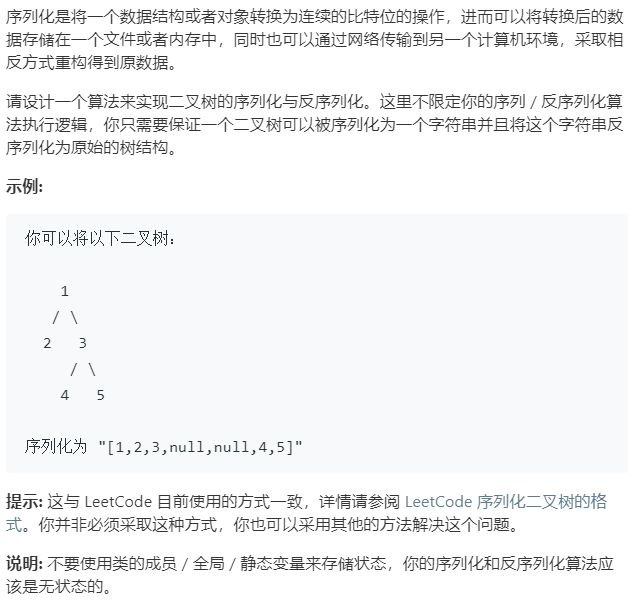 序列化是将一个数据结构或者对象转换为连续的比特位的操作，进而可以将转换后的数
据存储在一个文件或者内存中，同时也可以通过网络传输到另一个计算机环境，采取相
反方式重构得到原数据。
请设计一个算法来实现二叉树的序列化与反序列化。这里不限定你的序列 / 反序列化算
法执行逻辑，你只需要保证一个二叉树可以被序列化为一个字符串并且将这个字符串反
序列化为原始的树结构。
示例:
你可以将以下二叉树：
1
/ \
2 3
/ \
4 5
序列化为 "[1,2,3,null,null,4,5]"
提示: 这与 LeetCode 目前使用的方式一致，详情请参阅 LeetCode 序列化二叉树的格
式。你并非必须采取这种方式，你也可以采用其他的方法解决这个问题。
说明: 不要使用类的成员 / 全局 / 静态变量来存储状态，你的序列化和反序列化算法应
该是无状态的。